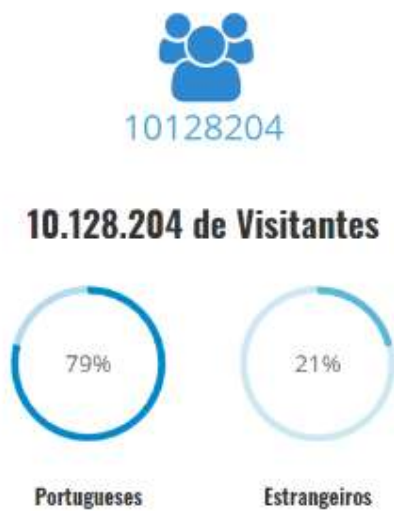 10128204
10.128.204 de Visitantes
79%
21%
Portugueses
Estrangeiros